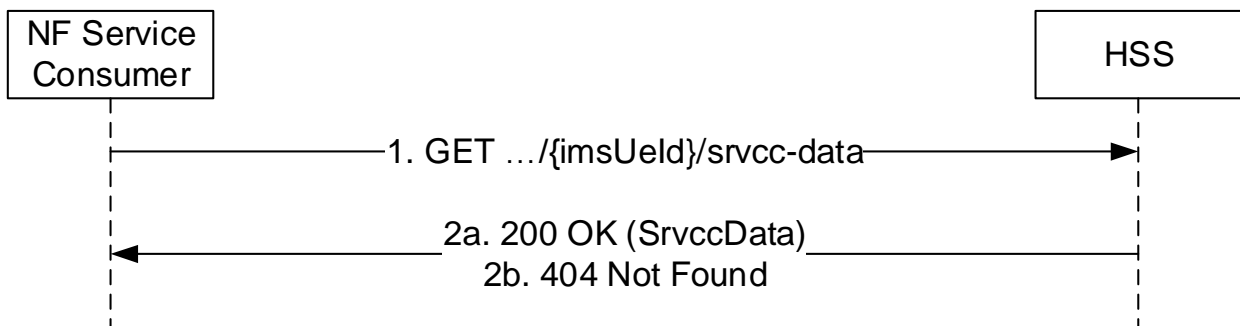 NF Service
Consumer
HSS
1. GET …/{imsUeId}/srvcc-data
2a. 200 OK (SrvccData)
2b. 404 Not Found